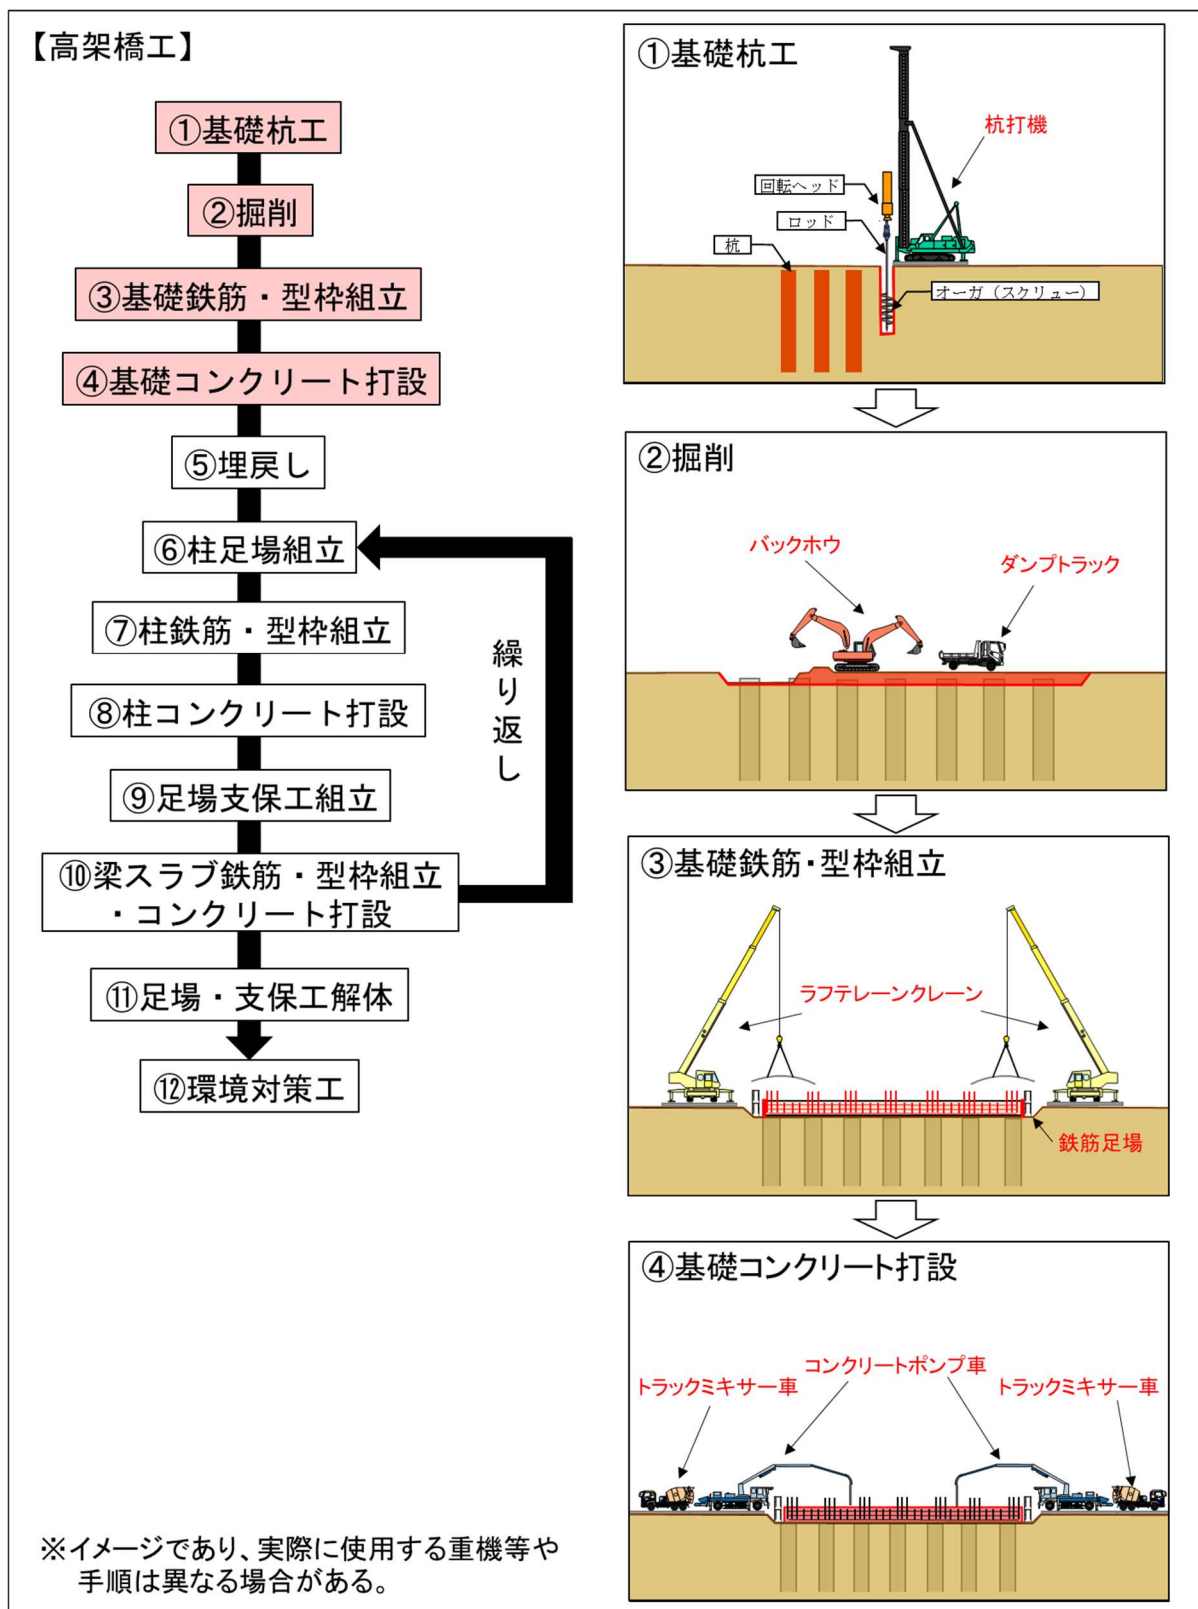 【高架橋工】
①基礎杭工
②掘削
③基礎鉄筋・型枠組立
④基礎コンクリート打設
⑤埋戻し
⑥柱足場組立
⑦柱鉄筋・型枠組立
⑧柱コンクリート打設
⑨足場支保工組立
⑩梁スラブ鉄筋・型枠組立
・コンクリート打設
⑪足場・支保工解体
⑫環境対策工
繰り返し
※イメージであり、実際に使用する重機等や
手順は異なる場合がある。
①基礎杭工
杭打機
回転ヘッド
ロッド
杭
オーガ（スクリュー）
②掘削
バックホウ
ダンプトラック
③基礎鉄筋・型枠組立
ラフテレーンクレーン
鉄筋足場
④基礎コンクリート打設
コンクリートポンプ車
トラックミキサー車
トラックミキサー車